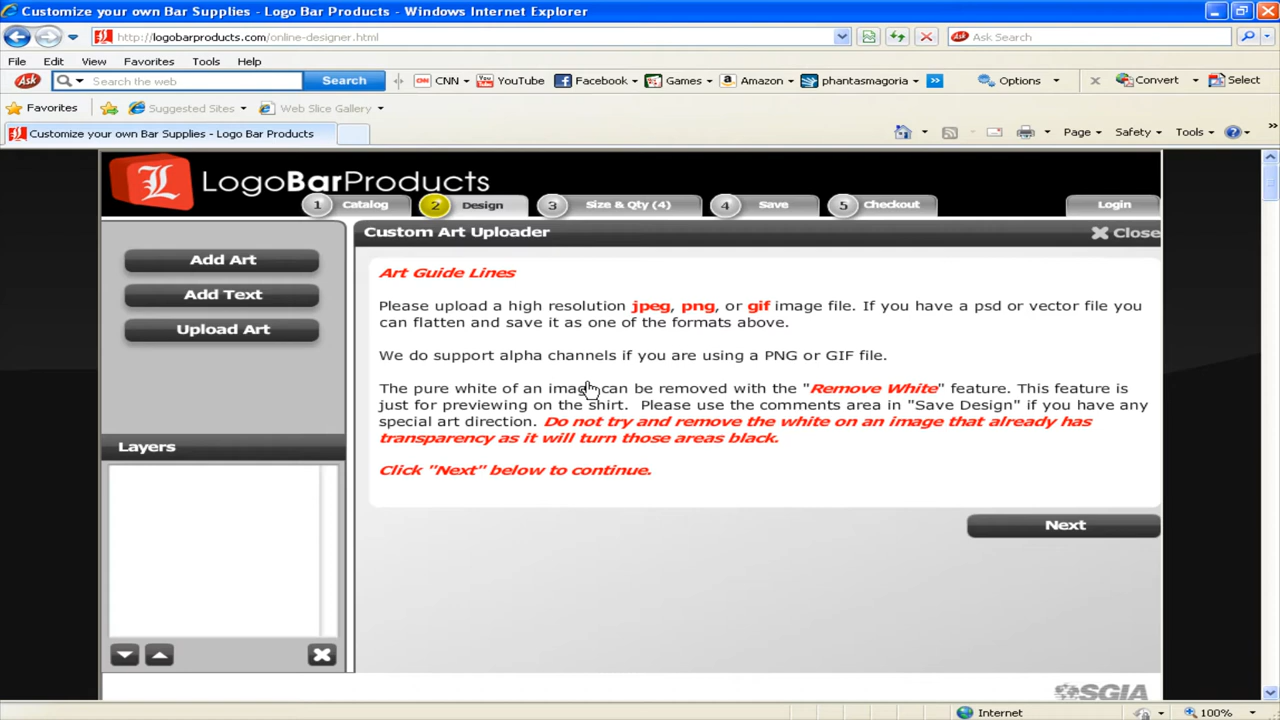 Customize your own Bar Supplies - Logo Bar Products - Windows Internet Explorer
http://logobarproducts.com/online-designer.html
Ask Search
File Edit View Favorites Tools Help
Ask Search the web Search CNN YouTube Facebook Games Amazon phantasmagoria Options Convert Select
Favorites Suggested Sites Web Slice Gallery
Customize your own Bar Supplies - Logo Bar Products
Page Safety Tools
L LogoBarProducts
1 Catalog 2 Design 3 Size & Qty (4) 4 Save 5 Checkout Login
Custom Art Uploader Close
Add Art
Add Text
Upload Art
Layers
Art Guide Lines
Please upload a high resolution jpeg, png, or gif image file. If you have a psd or vector file you
can flatten and save it as one of the formats above.
We do support alpha channels if you are using a PNG or GIF file.
The pure white of an image can be removed with the "Remove White" feature. This feature is
just for previewing on the shirt. Please use the comments area in "Save Design" if you have any
special art direction. Do not try and remove the white on an image that already has
transparency as it will turn those areas black.
Click "Next" below to continue.
Next
SGIA
Internet 100%